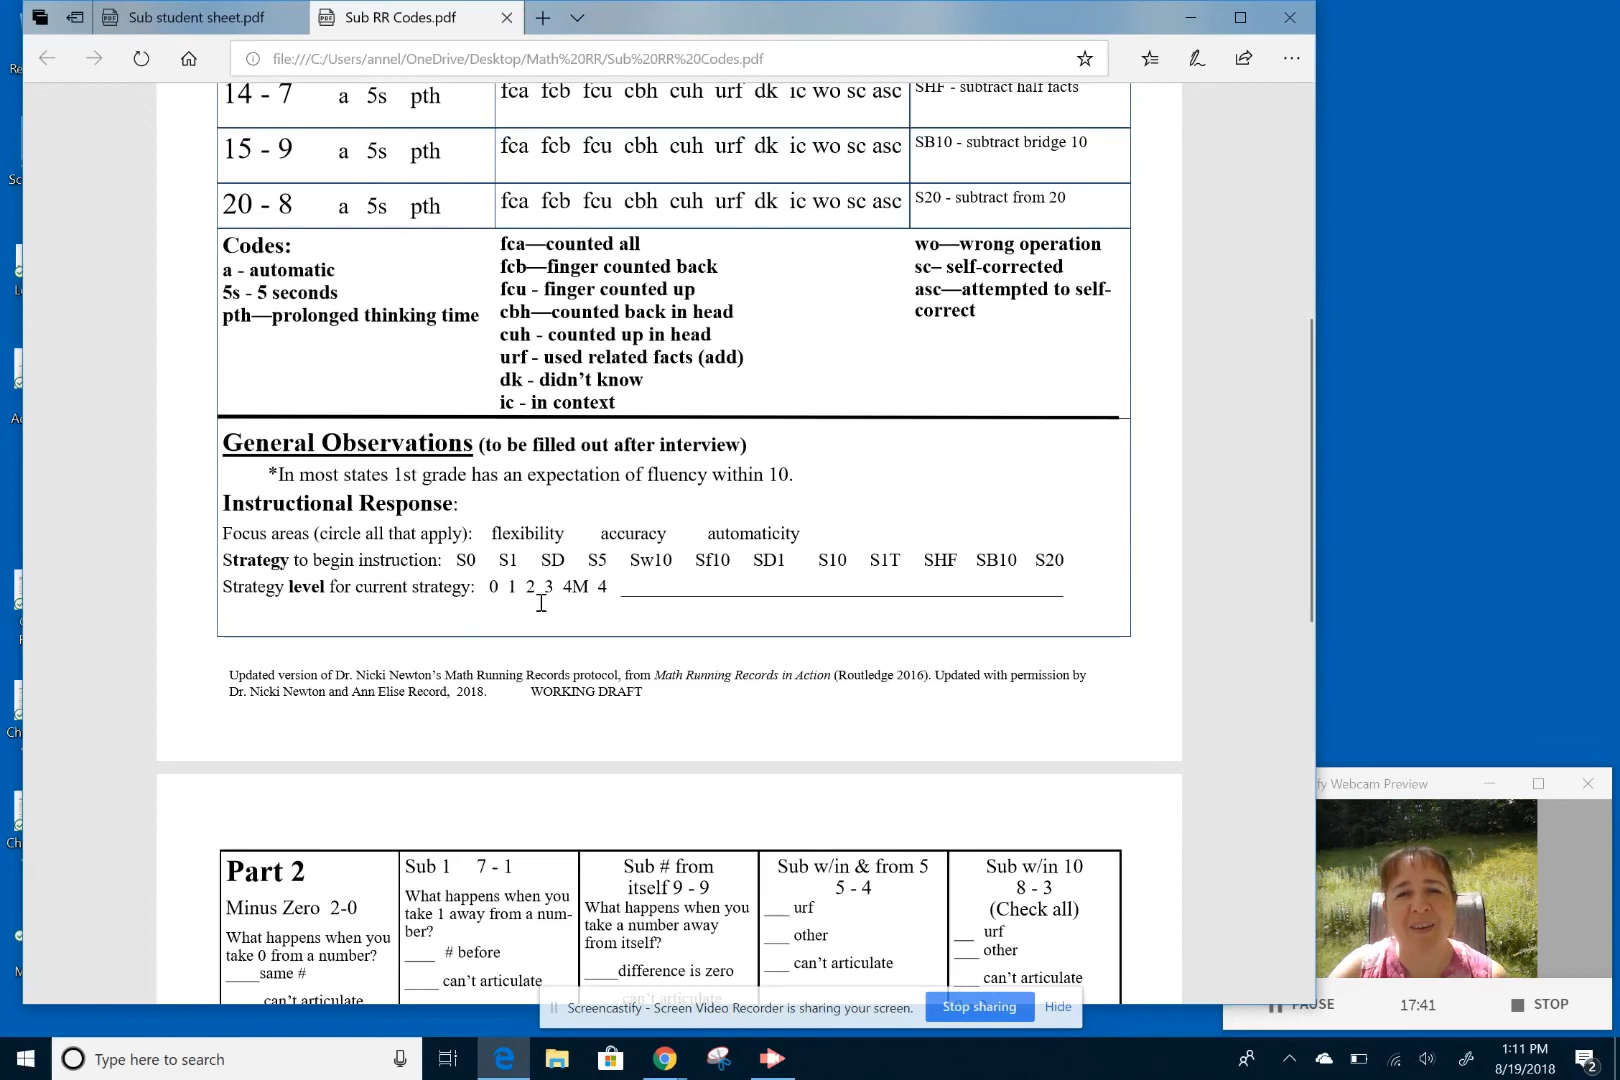 Sub student sheet.pdf
Sub RR Codes.pdf
file:///C:/Users/annel/OneDrive/Desktop/Math%20RR/Sub%20RR%20Codes.pdf
14 - 7 a 5s pth fca fcb fcu cbh cuh urf dk ic wo sc asc SHF - subtract half facts
15 - 9 a 5s pth fca fcb fcu cbh cuh urf dk ic wo sc asc SB10 - subtract bridge 10
20 - 8 a 5s pth fca fcb fcu cbh cuh urf dk ic wo sc asc S20 - subtract from 20
Codes:
a - automatic
5s - 5 seconds
pth—prolonged thinking time
fca—counted all
fcb—finger counted back
fcu - finger counted up
cbh—counted back in head
cuh - counted up in head
urf - used related facts (add)
dk - didn't know
ic - in context
wo—wrong operation
sc– self-corrected
asc—attempted to self-
correct
General Observations (to be filled out after interview)
*In most states 1st grade has an expectation of fluency within 10.
Instructional Response:
Focus areas (circle all that apply): flexibility accuracy automaticity
Strategy to begin instruction: S0 S1 SD S5 Sw10 Sf10 SD1 S10 S1T SHF SB10 S20
Strategy level for current strategy: 0 1 2 3 4M 4 ____
Updated version of Dr. Nicki Newton's Math Running Records protocol, from Math Running Records in Action (Routledge 2016). Updated with permission by
Dr. Nicki Newton and Ann Elise Record, 2018. WORKING DRAFT
Part 2
Minus Zero 2-0
What happens when you
take 0 from a number?
____same #
can't articulate
Sub 1 7 - 1
What happens when you
take 1 away from a num-
ber?
____ # before
____ can't articulate
Sub # from
itself 9 - 9
What happens when you
take a number away
from itself?
____difference is zero
can't articulate
Sub w/in & from 5
5 - 4
___ urf
___ other
___ can't articulate
Sub w/in 10
8 - 3
(Check all)
__ urf
___ other
___ can't articulate
Screencastify - Screen Video Recorder is sharing your screen.
Stop sharing
Hide
fy Webcam Preview
PAUSE
17:41
STOP
Type here to search
1:11 PM
8/19/2018
2